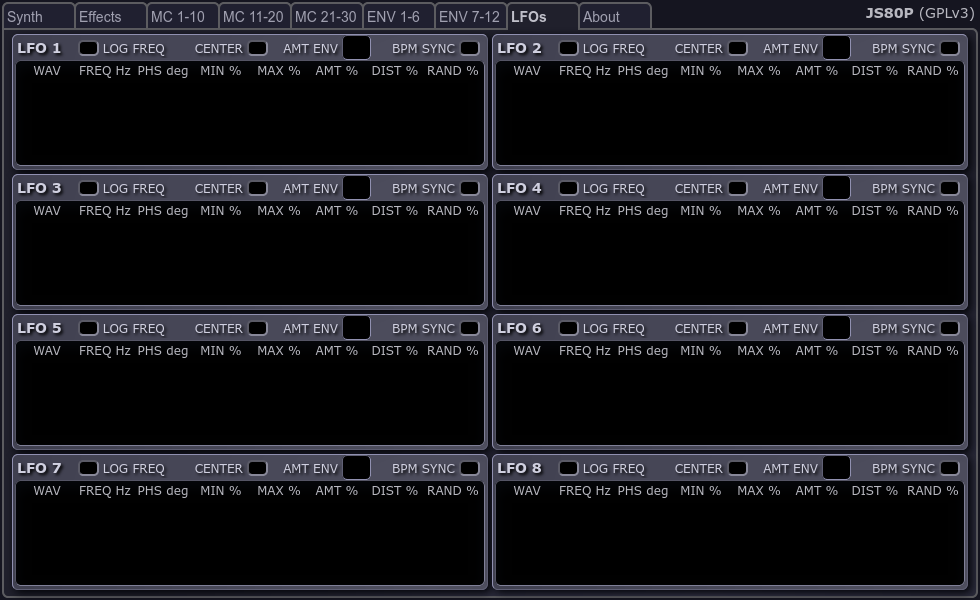 Synth Effects MC 1-10 MC 11-20 MC 21-30 ENV 1-6 ENV 7-12 LFOs About JS80P (GPLv3)
LFO 1 LOG FREQ CENTER AMT ENV BPM SYNC LFO 2 LOG FREQ CENTER AMT ENV BPM SYNC
WAV FREQ Hz PHS deg MIN % MAX % AMT % DIST % RAND % WAV FREQ Hz PHS deg MIN % MAX % AMT % DIST % RAND %
LFO 3 LOG FREQ CENTER AMT ENV BPM SYNC LFO 4 LOG FREQ CENTER AMT ENV BPM SYNC
WAV FREQ Hz PHS deg MIN % MAX % AMT % DIST % RAND % WAV FREQ Hz PHS deg MIN % MAX % AMT % DIST % RAND %
LFO 5 LOG FREQ CENTER AMT ENV BPM SYNC LFO 6 LOG FREQ CENTER AMT ENV BPM SYNC
WAV FREQ Hz PHS deg MIN % MAX % AMT % DIST % RAND % WAV FREQ Hz PHS deg MIN % MAX % AMT % DIST % RAND %
LFO 7 LOG FREQ CENTER AMT ENV BPM SYNC LFO 8 LOG FREQ CENTER AMT ENV BPM SYNC
WAV FREQ Hz PHS deg MIN % MAX % AMT % DIST % RAND % WAV FREQ Hz PHS deg MIN % MAX % AMT % DIST % RAND %